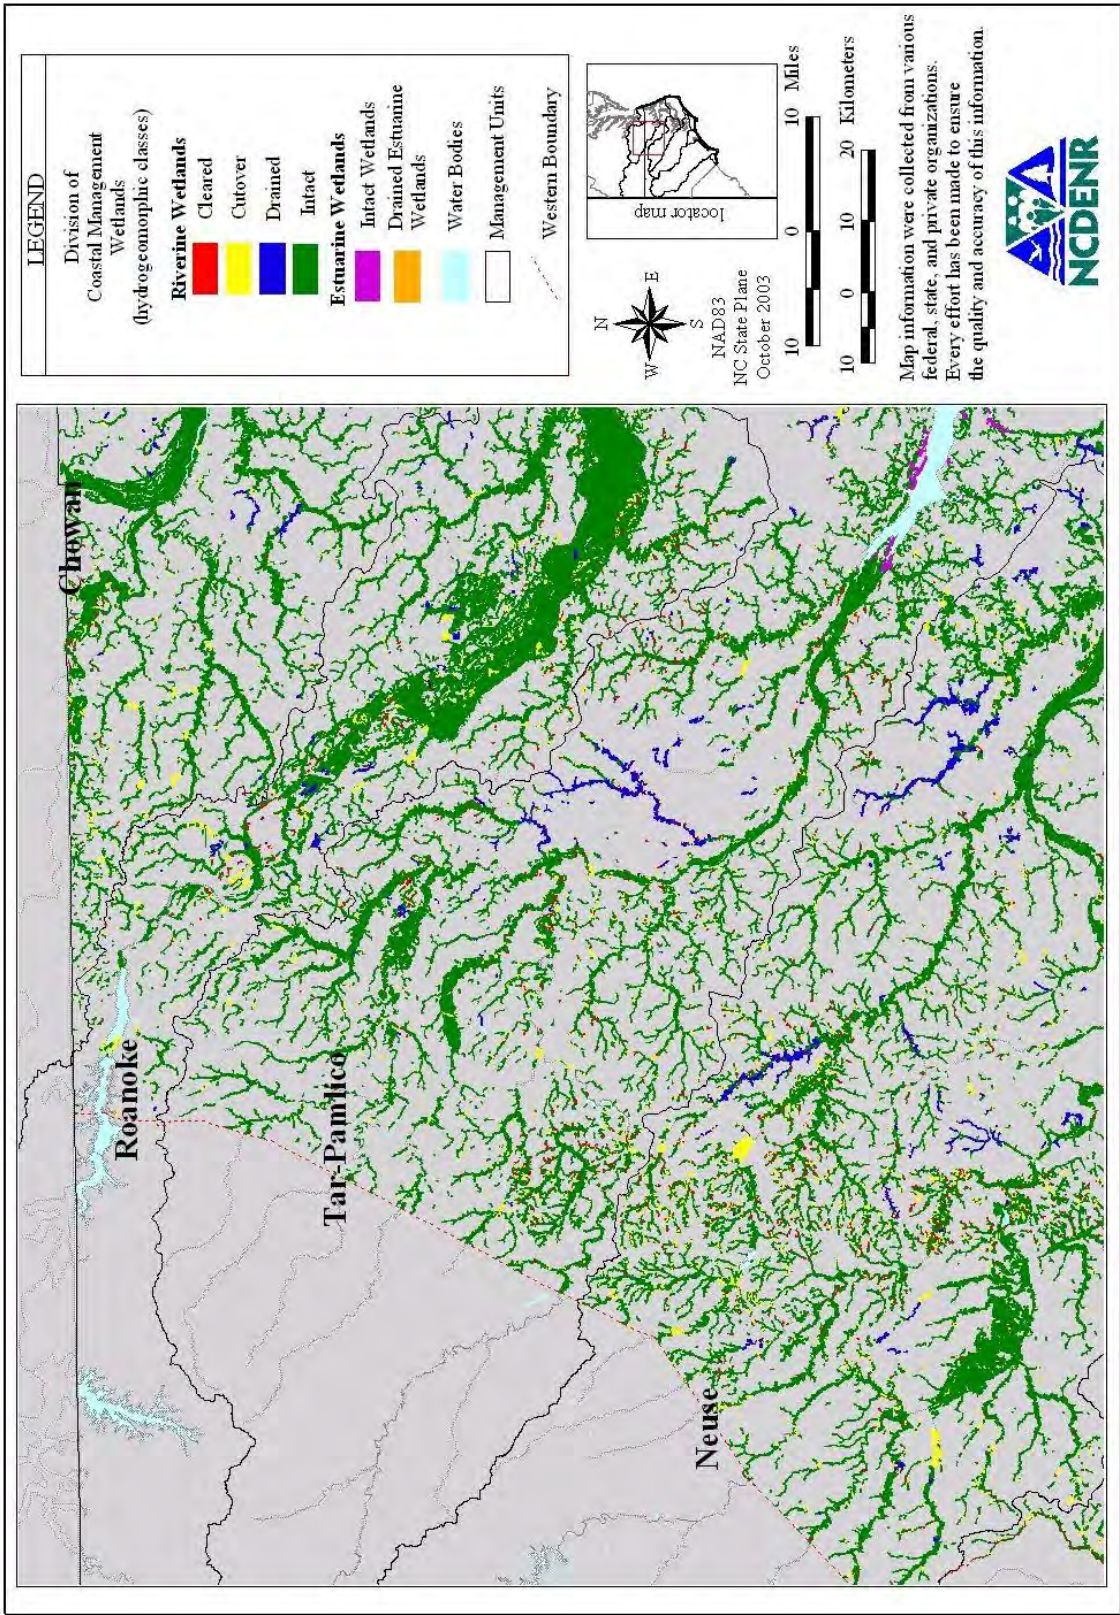 LEGEND
Division of
Coastal Management
Wetlands
(hydrogeomorphic classes)
Riverine Wetlands
Cleared
Cutover
Drained
Intact
Estuarine Wetlands
Intact Wetlands
Drained Estuarine
Wetlands
Water Bodies
Management Units
Western Boundary
N
W E
S
NAD83
NC State Plane
October 2003
locator map
10 0 10 Miles
10 0 10 20 Kilometers
Map information were collected from various
federal, state, and private organizations.
Every effort has been made to ensure
the quality and accuracy of this information.
NCDENR
Chowan
Roanoke
Tar-Pamlico
Neuse